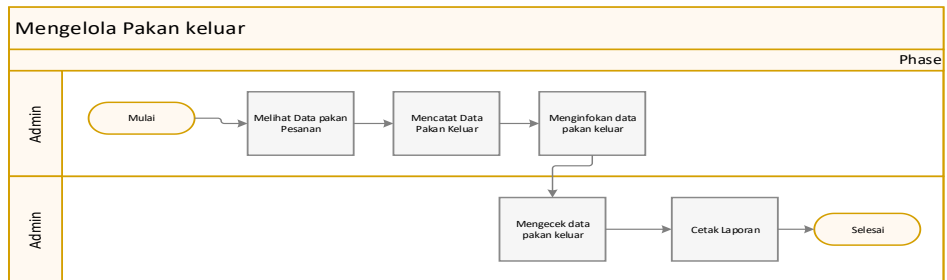 Mengelola Pakan keluar
Phase
Admin
Mulai
Melihat Data pakan
Pesanan
Mencatat Data
Pakan Keluar
Menginfokan data
pakan keluar
Admin
Mengecek data
pakan keluar
Cetak Laporan
Selesai